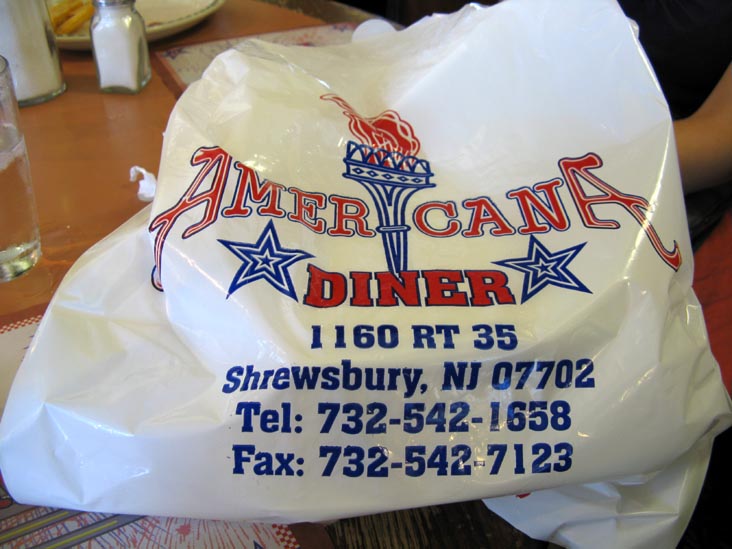 AMERICANA
DINER
1160 RT 35
Shrewsbury, NJ 07702
Tel: 732-542-1658
Fax: 732-542-7123